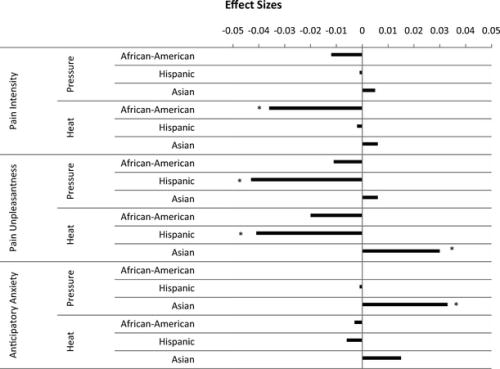 Effect Sizes
-0.05 -0.04 -0.03 -0.02 -0.01 0 0.01 0.02 0.03 0.04 0.05
Pain Intensity
Pressure
African-American
Hispanic
Asian
Heat
African-American *
Hispanic
Asian
Pain Unpleasantness
Pressure
African-American
Hispanic *
Asian
Heat
African-American
Hispanic *
Asian *
Anticipatory Anxiety
Pressure
African-American
Hispanic
Asian *
Heat
African-American
Hispanic
Asian